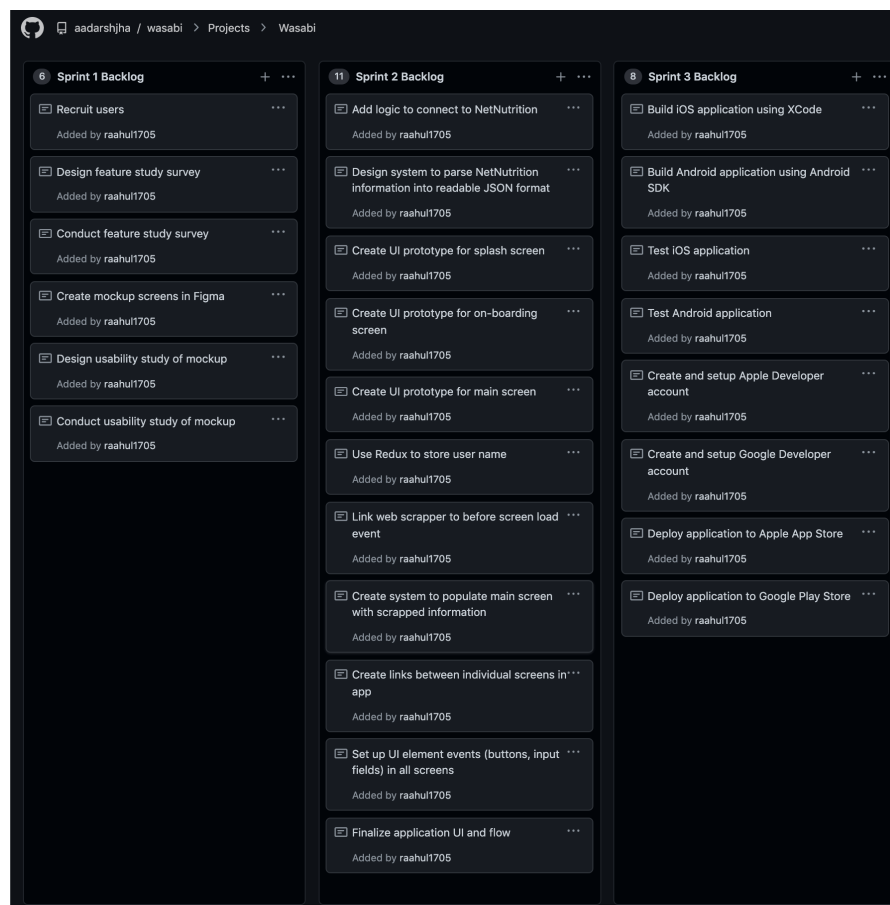 aadarshjha / wasabi > Projects > Wasabi
6 Sprint 1 Backlog
Recruit users
Added by raahul1705
Design feature study survey
Added by raahul1705
Conduct feature study survey
Added by raahul1705
Create mockup screens in Figma
Added by raahul1705
Design usability study of mockup
Added by raahul1705
Conduct usability study of mockup
Added by raahul1705
11 Sprint 2 Backlog
Add logic to connect to NetNutrition
Added by raahul1705
Design system to parse NetNutrition
information into readable JSON format
Added by raahul1705
Create UI prototype for splash screen
Added by raahul1705
Create UI prototype for on-boarding
screen
Added by raahul1705
Create UI prototype for main screen
Added by raahul1705
Use Redux to store user name
Added by raahul1705
Link web scrapper to before screen load
event
Added by raahul1705
Create system to populate main screen
with scrapped information
Added by raahul1705
Create links between individual screens in
app
Added by raahul1705
Set up UI element events (buttons, input
fields) in all screens
Added by raahul1705
Finalize application UI and flow
Added by raahul1705
8 Sprint 3 Backlog
Build iOS application using XCode
Added by raahul1705
Build Android application using Android
SDK
Added by raahul1705
Test iOS application
Added by raahul1705
Test Android application
Added by raahul1705
Create and setup Apple Developer
account
Added by raahul1705
Create and setup Google Developer
account
Added by raahul1705
Deploy application to Apple App Store
Added by raahul1705
Deploy application to Google Play Store
Added by raahul1705